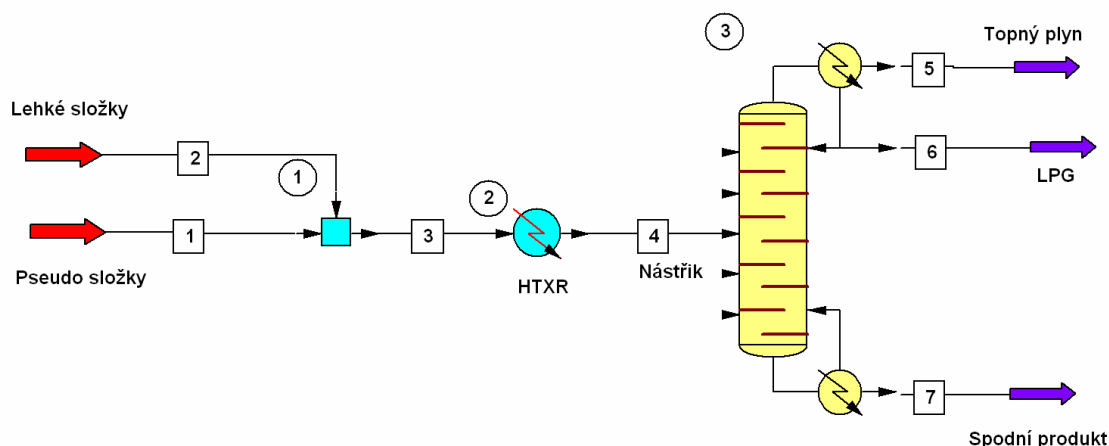 3
Topný plyn
5
Lehké složky
2
1
6
LPG
2
1
3
4
Pseudo složky
HTXR
Nástřik
7
Spodní produkt